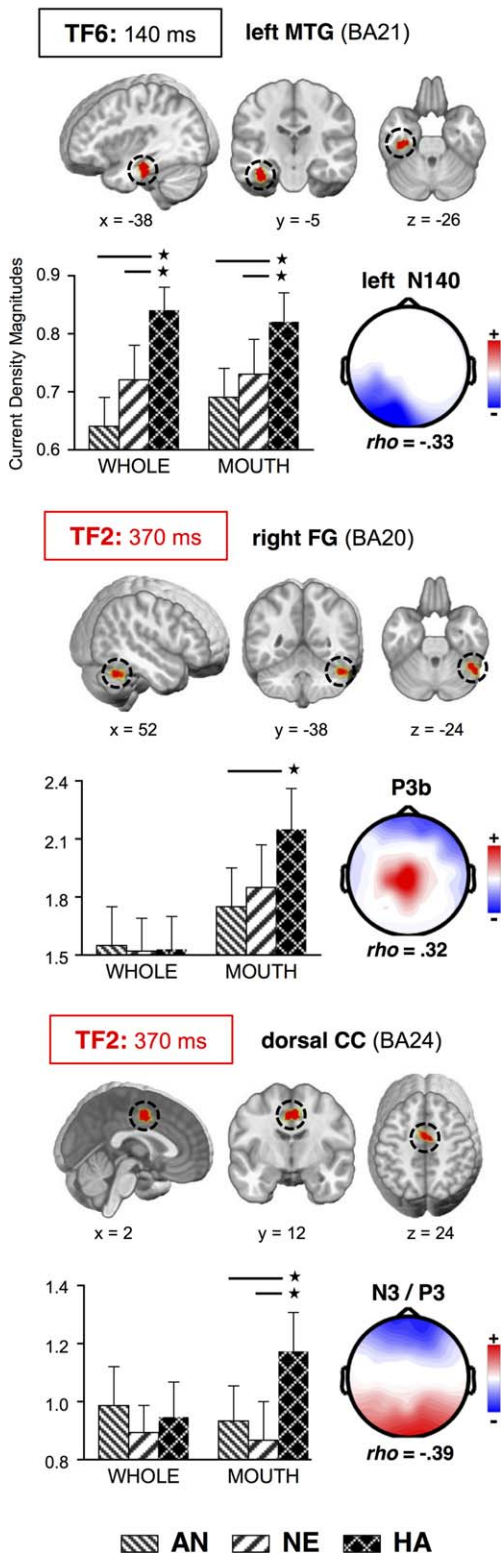 TF6: 140 ms left MTG (BA21)
x = -38 y = -5 z = -26
Current Density Magnitudes
0.9
0.8
0.7
0.6
★
★
★
★
WHOLE MOUTH
left N140
+
-
rho = -.33
TF2: 370 ms right FG (BA20)
x = 52 y = -38 z = -24
2.4
2.1
1.8
1.5
★
WHOLE MOUTH
P3b
+
-
rho = .32
TF2: 370 ms dorsal CC (BA24)
x = 2 y = 12 z = 24
1.4
1.2
1.0
0.8
★
★
WHOLE MOUTH
N3 / P3
+
-
rho = -.39
AN NE HA